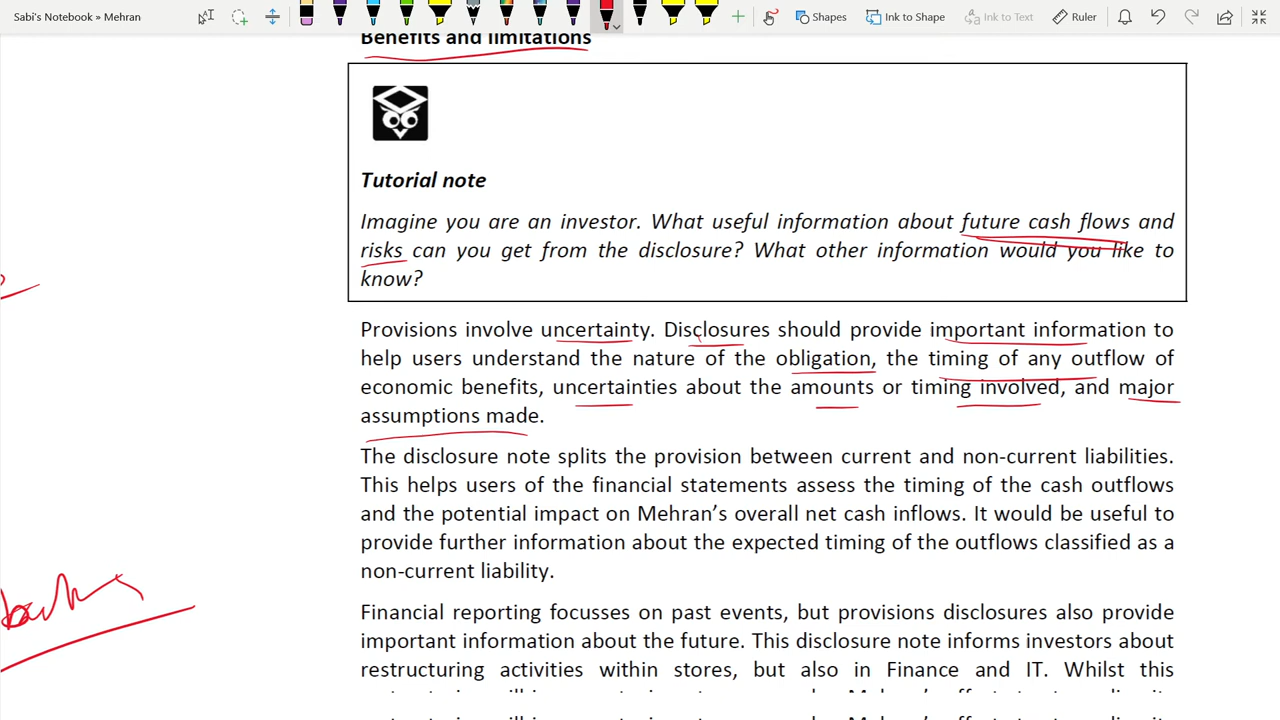 Sabi's Notebook » Mehran
Shapes
Ink to Shape
Ink to Text
Ruler
Benefits and limitations
Tutorial note
Imagine you are an investor. What useful information about future cash flows and
risks can you get from the disclosure? What other information would you like to
know?
Provisions involve uncertainty. Disclosures should provide important information to
help users understand the nature of the obligation, the timing of any outflow of
economic benefits, uncertainties about the amounts or timing involved, and major
assumptions made.
The disclosure note splits the provision between current and non-current liabilities.
This helps users of the financial statements assess the timing of the cash outflows
and the potential impact on Mehran’s overall net cash inflows. It would be useful to
provide further information about the expected timing of the outflows classified as a
non-current liability.
Financial reporting focusses on past events, but provisions disclosures also provide
important information about the future. This disclosure note informs investors about
restructuring activities within stores, but also in Finance and IT. Whilst this